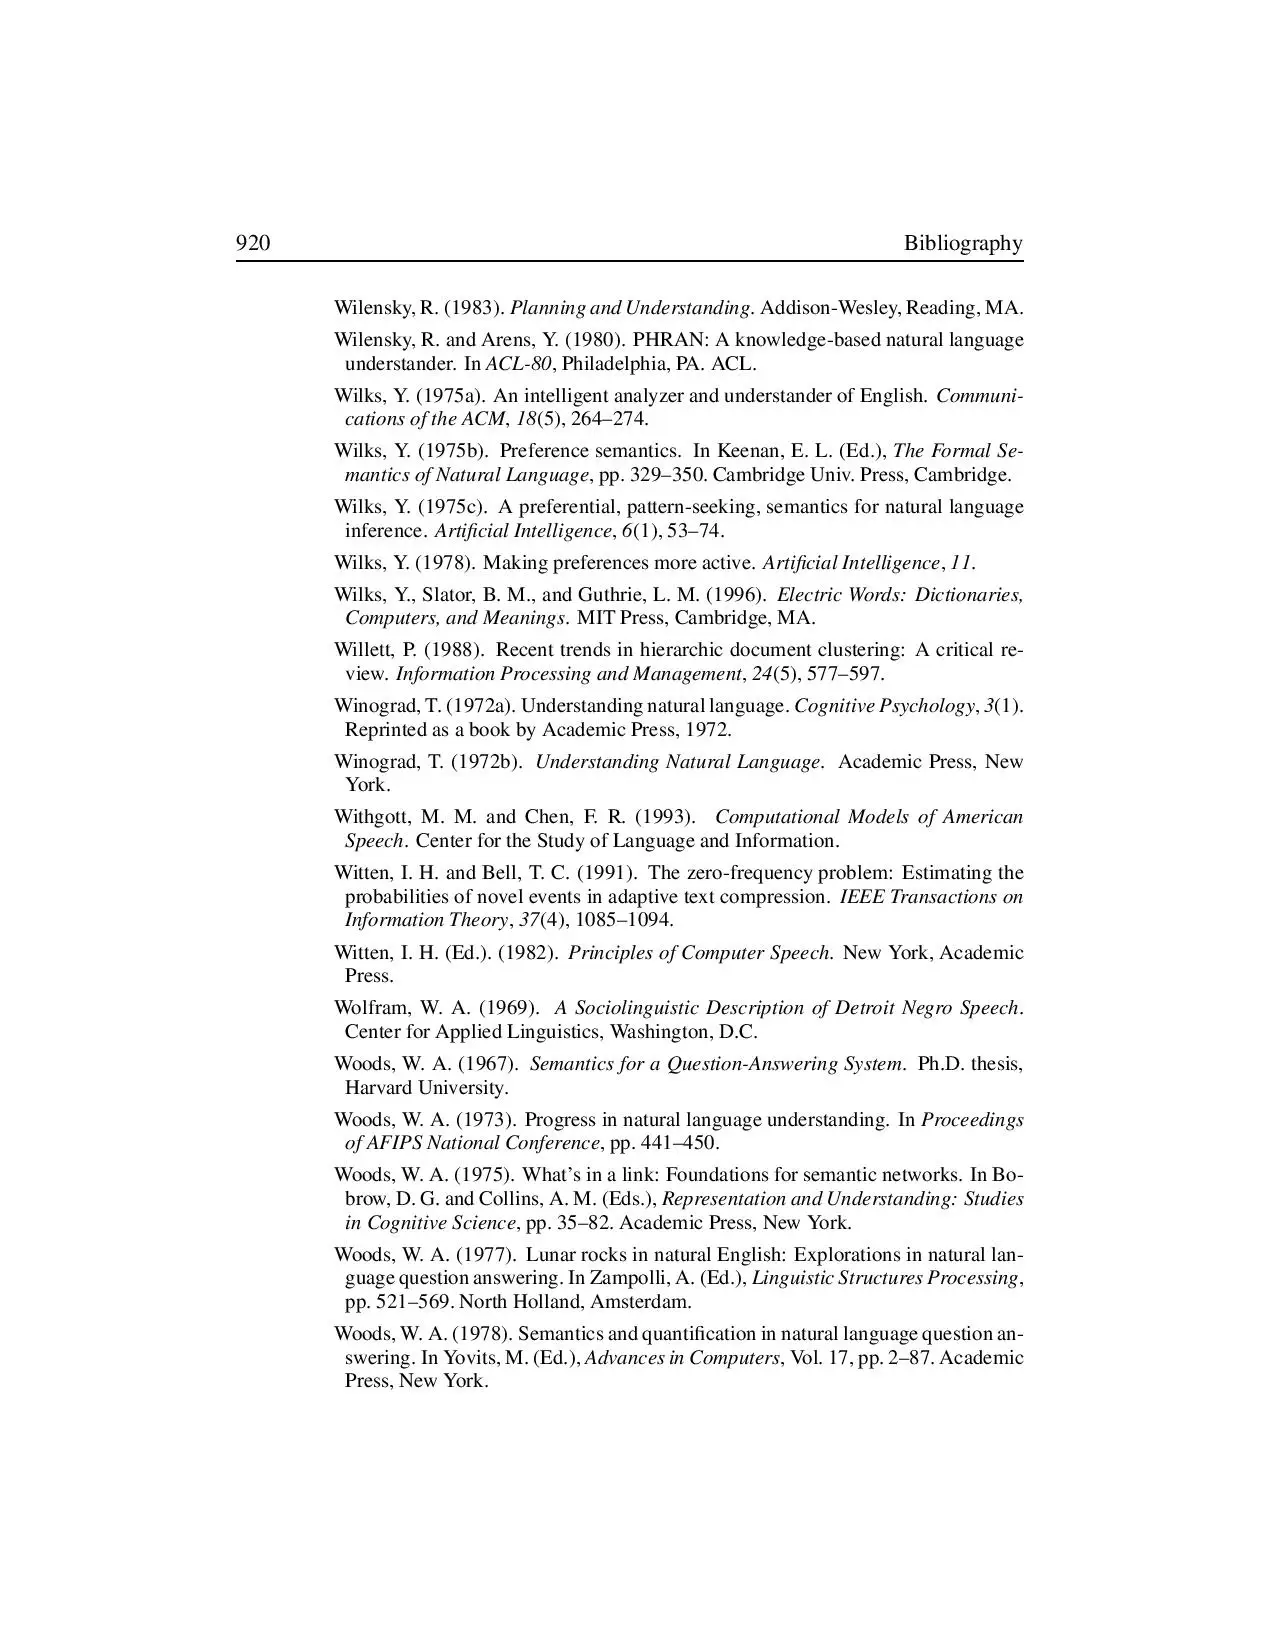 920 Bibliography
Wilensky, R. (1983). Planning and Understanding. Addison-Wesley, Reading, MA.
Wilensky, R. and Arens, Y. (1980). PHRAN: A knowledge-based natural language
understander. In ACL-80, Philadelphia, PA. ACL.
Wilks, Y. (1975a). An intelligent analyzer and understander of English. Communi-
cations of the ACM, 18(5), 264–274.
Wilks, Y. (1975b). Preference semantics. In Keenan, E. L. (Ed.), The Formal Se-
mantics of Natural Language, pp. 329–350. Cambridge Univ. Press, Cambridge.
Wilks, Y. (1975c). A preferential, pattern-seeking, semantics for natural language
inference. Artificial Intelligence, 6(1), 53–74.
Wilks, Y. (1978). Making preferences more active. Artificial Intelligence, 11.
Wilks, Y., Slator, B. M., and Guthrie, L. M. (1996). Electric Words: Dictionaries,
Computers, and Meanings. MIT Press, Cambridge, MA.
Willett, P. (1988). Recent trends in hierarchic document clustering: A critical re-
view. Information Processing and Management, 24(5), 577–597.
Winograd, T. (1972a). Understanding natural language. Cognitive Psychology, 3(1).
Reprinted as a book by Academic Press, 1972.
Winograd, T. (1972b). Understanding Natural Language. Academic Press, New
York.
Withgott, M. M. and Chen, F. R. (1993). Computational Models of American
Speech. Center for the Study of Language and Information.
Witten, I. H. and Bell, T. C. (1991). The zero-frequency problem: Estimating the
probabilities of novel events in adaptive text compression. IEEE Transactions on
Information Theory, 37(4), 1085–1094.
Witten, I. H. (Ed.). (1982). Principles of Computer Speech. New York, Academic
Press.
Wolfram, W. A. (1969). A Sociolinguistic Description of Detroit Negro Speech.
Center for Applied Linguistics, Washington, D.C.
Woods, W. A. (1967). Semantics for a Question-Answering System. Ph.D. thesis,
Harvard University.
Woods, W. A. (1973). Progress in natural language understanding. In Proceedings
of AFIPS National Conference, pp. 441–450.
Woods, W. A. (1975). What's in a link: Foundations for semantic networks. In Bo-
brow, D. G. and Collins, A. M. (Eds.), Representation and Understanding: Studies
in Cognitive Science, pp. 35–82. Academic Press, New York.
Woods, W. A. (1977). Lunar rocks in natural English: Explorations in natural lan-
guage question answering. In Zampolli, A. (Ed.), Linguistic Structures Processing,
pp. 521–569. North Holland, Amsterdam.
Woods, W. A. (1978). Semantics and quantification in natural language question an-
swering. In Yovits, M. (Ed.), Advances in Computers, Vol. 17, pp. 2–87. Academic
Press, New York.